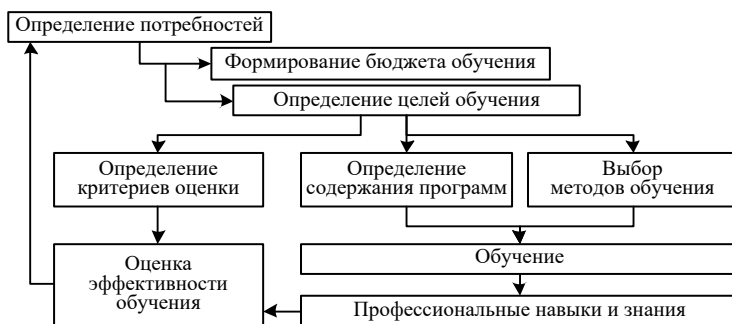 Определение потребностей
Формирование бюджета обучения
Определение целей обучения
Определение
критериев оценки
Определение
содержания программ
Выбор
методов обучения
Оценка
эффективности
обучения
Обучение
Профессиональные навыки и знания